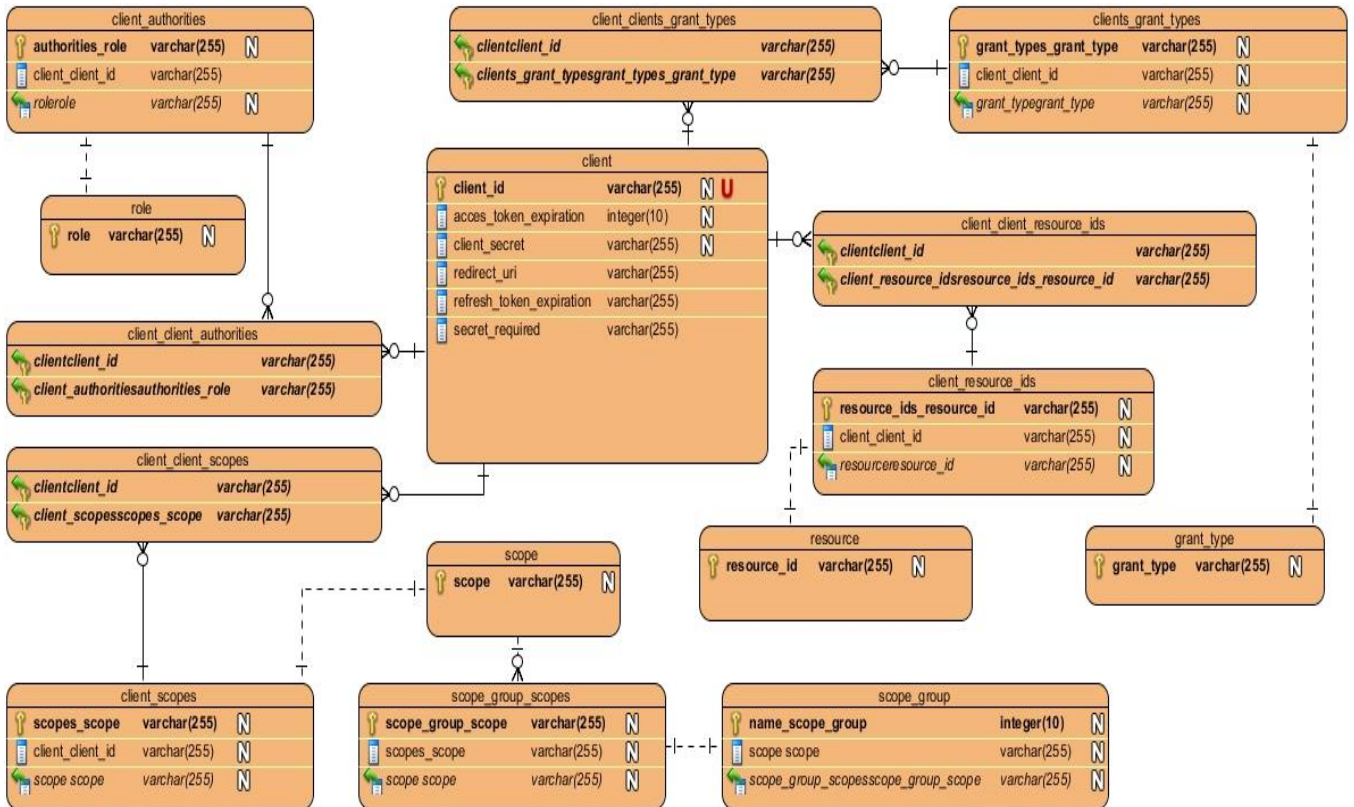 client_authorities
authorities_role varchar(255) N
client_client_id varchar(255)
rolerole varchar(255) N
client_clients_grant_types
clientclient_id varchar(255)
clients_grant_typesgrant_types_grant_type varchar(255)
clients_grant_types
grant_types_grant_type varchar(255) N
client_client_id varchar(255) N
grant_typegrant_type varchar(255) N
client
client_id varchar(255) N U
acces_token_expiration integer(10) N
client_secret varchar(255) N
redirect_uri varchar(255)
refresh_token_expiration varchar(255)
secret_required varchar(255)
role
role varchar(255) N
client_client_resource_ids
clientclient_id varchar(255)
client_resource_idsresource_ids_resource_id varchar(255)
client_client_authorities
clientclient_id varchar(255)
client_authoritiesauthorities_role varchar(255)
client_resource_ids
resource_ids_resource_id varchar(255) N
client_client_id varchar(255) N
resourceresource_id varchar(255) N
client_client_scopes
clientclient_id varchar(255)
client_scopesscopes_scope varchar(255)
scope
scope varchar(255) N
resource
resource_id varchar(255) N
grant_type
grant_type varchar(255) N
client_scopes
scopes_scope varchar(255) N
client_client_id varchar(255) N
scope scope varchar(255) N
scope_group_scopes
scope_group_scope varchar(255) N
scopes_scope varchar(255) N
scope scope varchar(255) N
scope_group
name_scope_group integer(10) N
scope scope varchar(255) N
scope_group_scopesscope_group_scope varchar(255) N